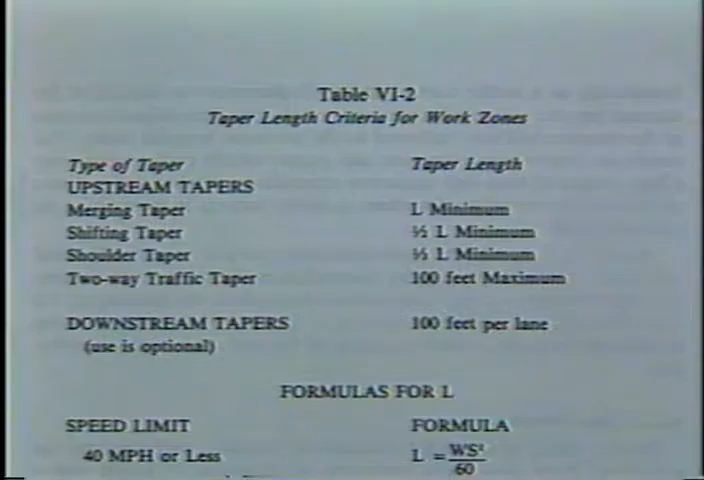 Table VI-2
Taper Length Criteria for Work Zones
Type of Taper Taper Length
UPSTREAM TAPERS
Merging Taper L Minimum
Shifting Taper ½ L Minimum
Shoulder Taper ⅓ L Minimum
Two-way Traffic Taper 100 feet Maximum
DOWNSTREAM TAPERS 100 feet per lane
(use is optional)
FORMULAS FOR L
SPEED LIMIT FORMULA
40 MPH or Less L = WS²/60